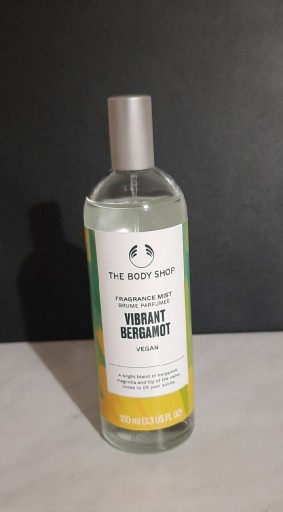 THE BODY SHOP
FRAGRANCE MIST
BRUME PARFUMÉE
VIBRANT
BERGAMOT
VEGAN
A bright blend of bergamot,
magnolia and lily of the valley
notes to lift your spirits.
100 ml (3.3 US FL OZ)